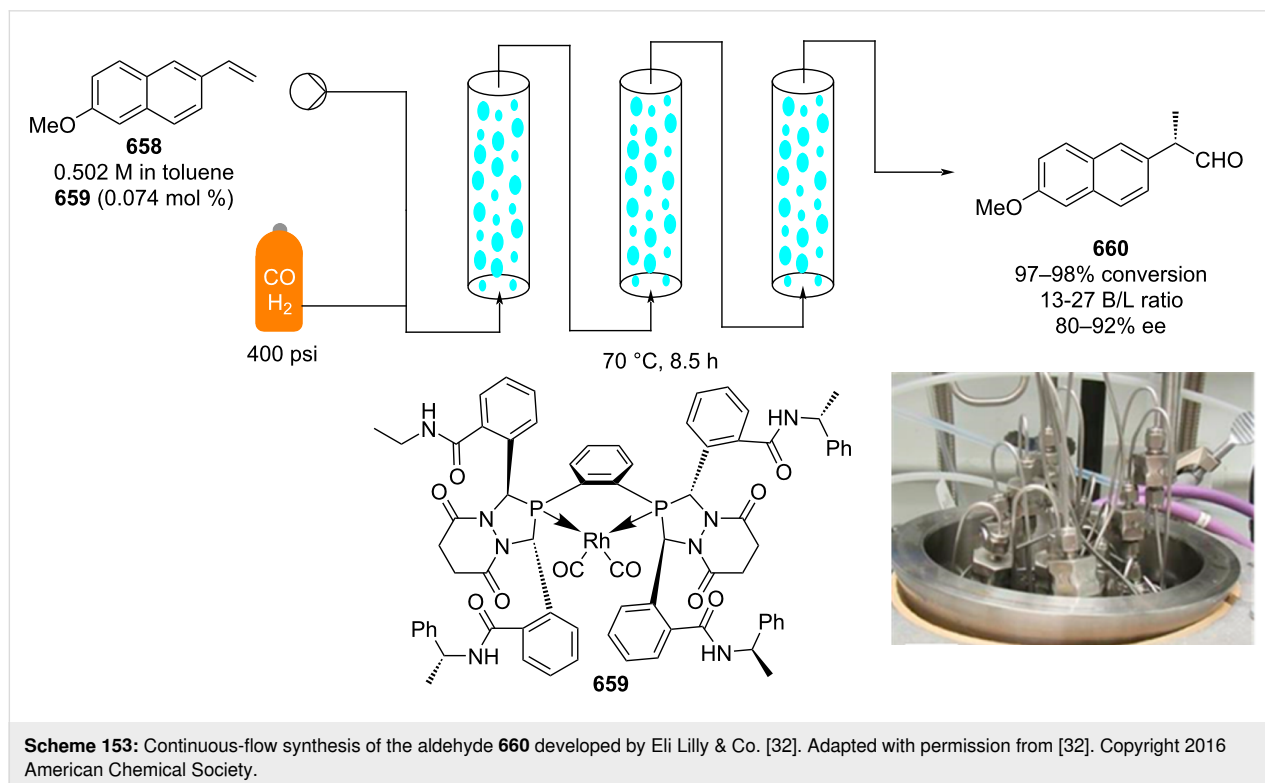 MeO
658
0.502 M in toluene
659 (0.074 mol %)
CO
H2
400 psi
70 °C, 8.5 h
CHO
MeO
660
97–98% conversion
13-27 B/L ratio
80–92% ee
H
N
O
H
N
O
Ph
O
N
N
O
P
P
Rh
OC
CO
N
N
O
O
Ph
O
NH
O
HN
Ph
659
Scheme 153: Continuous-flow synthesis of the aldehyde 660 developed by Eli Lilly & Co. [32]. Adapted with permission from [32]. Copyright 2016
American Chemical Society.